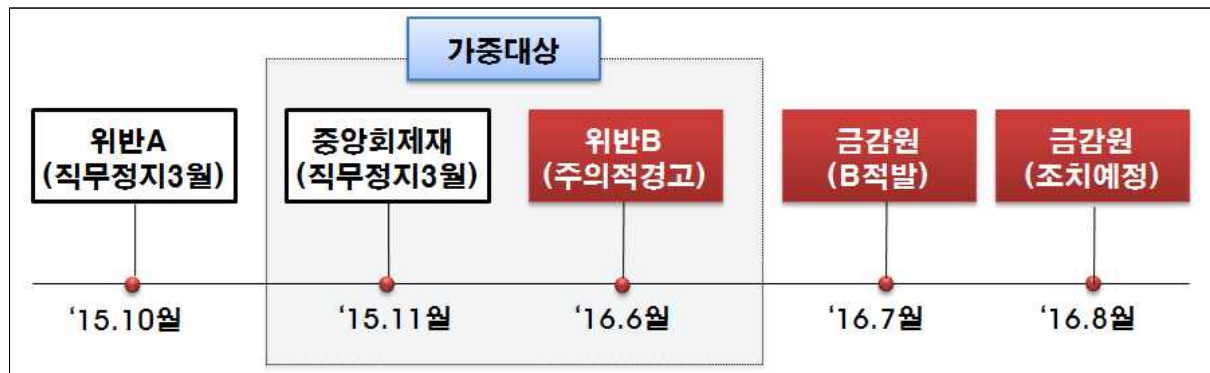 가중대상
위반A
(직무정지3월)
중앙회제재
(직무정지3월)
위반B
(주의적경고)
금감원
(B적발)
금감원
(조치예정)
‘15.10월
‘15.11월
‘16.6월
‘16.7월
‘16.8월